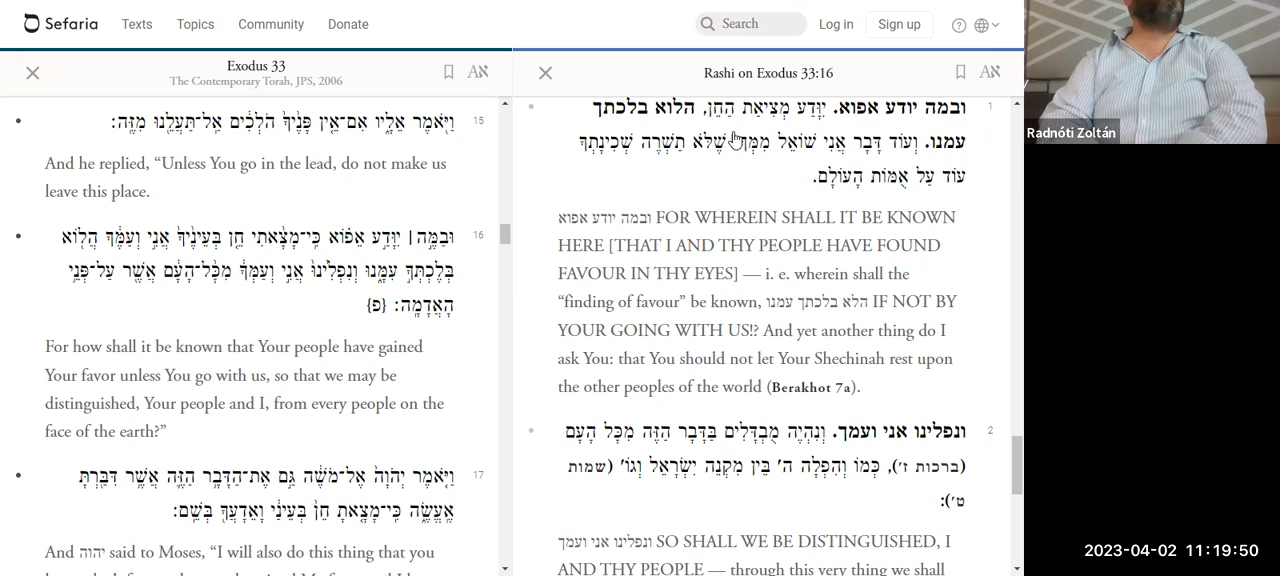 Sefaria Texts Topics Community Donate Search Log in Sign up
Exodus 33
The Contemporary Torah, JPS, 2006
15
וַיֹּ֖אמֶר אֵלָ֑יו אִם־אֵ֤ין פָּנֶ֙יךָ֙ הֹלְכִ֔ים אַֽל־תַּעֲלֵ֖נוּ מִזֶּֽה׃
And he replied, “Unless You go in the lead, do not make us
leave this place.
16
וּבַמֶּ֣ה ׀ יִוָּדַ֣ע אֵפ֗וֹא כִּֽי־מָצָ֨אתִי חֵ֤ן בְּעֵינֶ֙יךָ֙ אֲנִ֣י וְעַמֶּ֔ךָ הֲל֖וֹא
בְּלֶכְתְּךָ֣ עִמָּ֑נוּ וְנִפְלִ֙ינוּ֙ אֲנִ֣י וְעַמְּךָ֔ מִכׇּ֨ל־הָעָ֔ם אֲשֶׁ֖ר עַל־פְּנֵ֥י
הָאֲדָמָֽה׃ {פ}
For how shall it be known that Your people have gained
Your favor unless You go with us, so that we may be
distinguished, Your people and I, from every people on the
face of the earth?”
17
וַיֹּ֤אמֶר יְהֹוָה֙ אֶל־מֹשֶׁ֔ה גַּ֣ם אֶת־הַדָּבָ֥ר הַזֶּ֛ה אֲשֶׁ֥ר דִּבַּ֖רְתָּ
אֶֽעֱשֶׂ֑ה כִּֽי־מָצָ֤אתָ חֵן֙ בְּעֵינַ֔י וָאֵדָעֲךָ֖ בְּשֵֽׁם׃
And יהוה said to Moses, “I will also do this thing that you
Rashi on Exodus 33:16
1
ובמה יודע אפוא. יִוָּדַע מְצִיאַת הַחֵן, הלוא בלכתך
עמנו. וְעוֹד דָּבָר אֲנִי שׁוֹאֵל מִמְּךָ שֶׁלֹּא תַשְׁרֶה שְׁכִינָתְךָ
עוֹד עַל אֻמּוֹת הָעוֹלָם.
ובמה יודע אפוא FOR WHEREIN SHALL IT BE KNOWN
HERE [THAT I AND THY PEOPLE HAVE FOUND
FAVOUR IN THY EYES] — i. e. wherein shall the
“finding of favour” be known, הלא בלכתך עמנו IF NOT BY
YOUR GOING WITH US!? And yet another thing do I
ask You: that You should not let Your Shechinah rest upon
the other peoples of the world (Berakhot 7a).
2
ונפלינו אני ועמך. וְנִהְיֶה מֻבְדָּלִים בַּדָּבָר הַזֶּה מִכָּל הָעָם
(ברכות ז'), כְּמוֹ וְהִפְלָה ה' בֵּין מִקְנֵה יִשְׂרָאֵל וְגוֹ' (שמות
ט'):
ונפלינו אני ועמך SO SHALL WE BE DISTINGUISHED, I
AND THY PEOPLE — through this very thing we shall
Radnóti Zoltán
2023-04-02 11:19:50